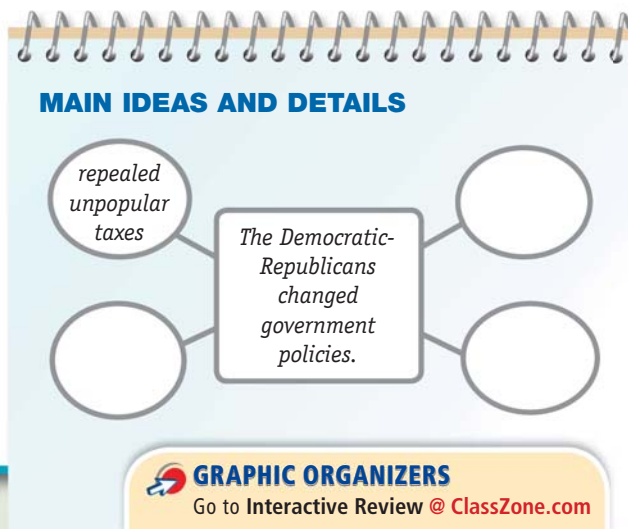 MAIN IDEAS AND DETAILS
repealed
unpopular
taxes
The Democratic-
Republicans
changed
government
policies.
GRAPHIC ORGANIZERS
Go to Interactive Review @ ClassZone.com